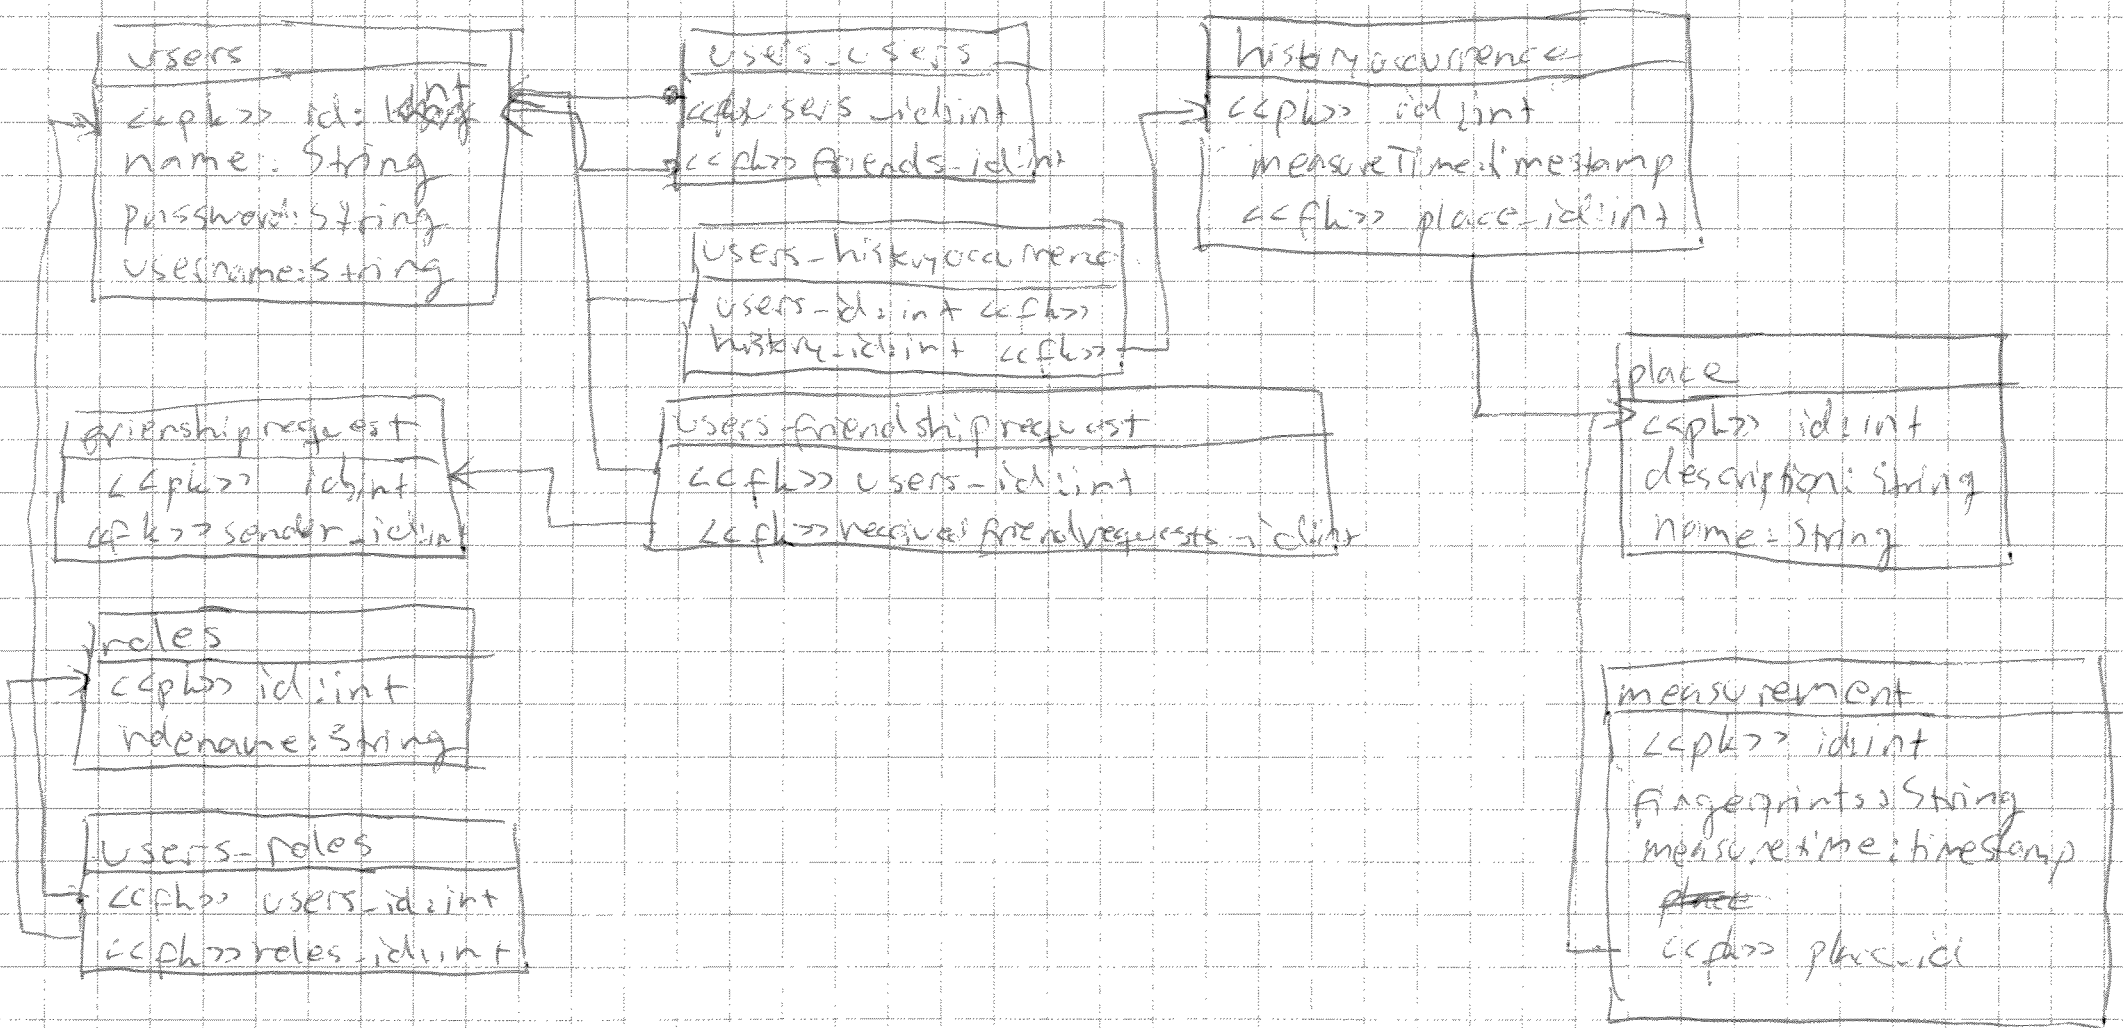 users
<<pk>> id: int
name: String
password: String
username: String
users_users
<<fk>> users_id:int
<<fk>> friends_id:int
historyoccurrence
<<pk>> id:int
measureTime:timestamp
<<fk>> place_id:int
users_historyoccurrence
users_id:int <<fk>>
history_id:int <<fk>>
place
<<pk>> id:int
description:String
name:String
frienshiprequest
<<pk>> id:int
<<fk>> sender_id:int
users_friendshiprequest
<<fk>> users_id:int
<<fk>> receivedfriendrequests_id:int
roles
<<pk>> id:int
rolename:String
users_roles
<<fk>> users_id:int
<<fk>> roles_id:int
measurement
<<pk>> id:int
fingerprints:String
measuretime:timestamp
<<fk>> place_id